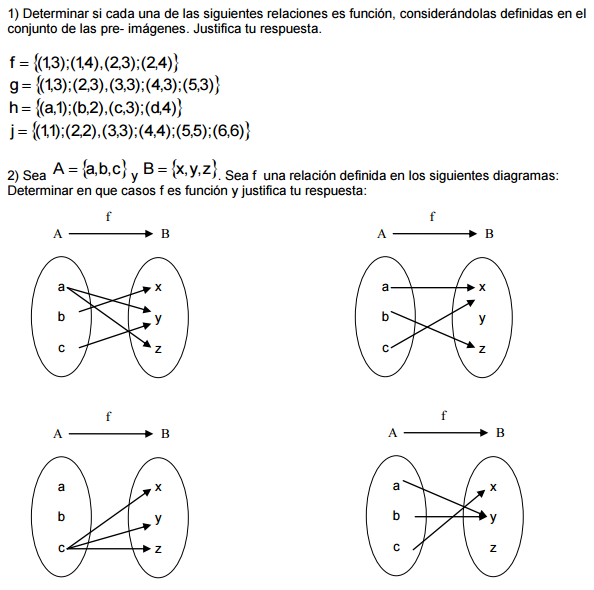 1) Determinar si cada una de las siguientes relaciones es función, considerándolas definidas en el
conjunto de las pre- imágenes. Justifica tu respuesta.
f = {(1,3);(1,4),(2,3);(2,4)}
g = {(1,3);(2,3),(3,3);(4,3);(5,3)}
h = {(a,1);(b,2),(c,3);(d,4)}
j = {(1,1);(2,2),(3,3);(4,4);(5,5);(6,6)}
2) Sea A = {a,b,c} y B = {x,y,z}. Sea f una relación definida en los siguientes diagramas:
Determinar en que casos f es función y justifica tu respuesta:
f
A B
a x
b y
c z
f
A B
a x
b y
c z
f
A B
a x
b y
c z
f
A B
a x
b y
c z